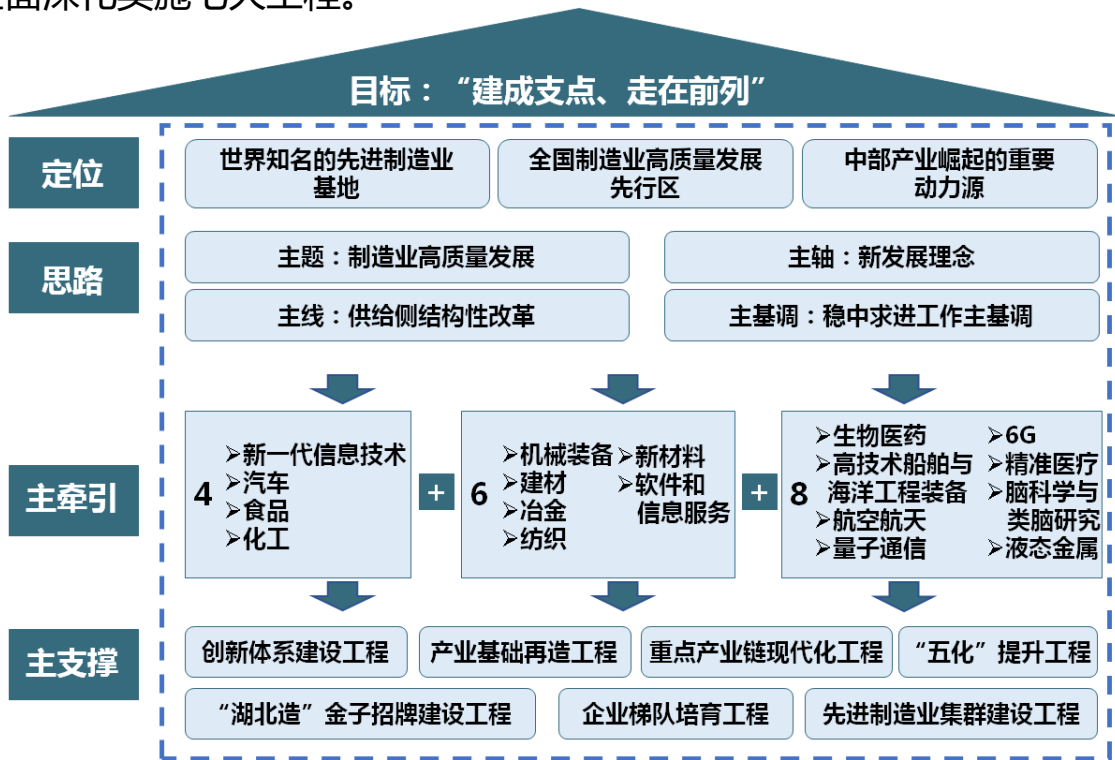 目标：“建成支点、走在前列”
定位
世界知名的先进制造业
基地
全国制造业高质量发展
先行区
中部产业崛起的重要
动力源
思路
主题：制造业高质量发展
主轴：新发展理念
主线：供给侧结构性改革
主基调：稳中求进工作主基调
主牵引
4
➢新一代信息技术
➢汽车
➢食品
➢化工
+
6
➢机械装备
➢建材
➢冶金
➢纺织
➢新材料
➢软件和
信息服务
+
8
➢生物医药
➢高技术船舶与
海洋工程装备
➢航空航天
➢量子通信
➢6G
➢精准医疗
➢脑科学与
类脑研究
➢液态金属
主支撑
创新体系建设工程
产业基础再造工程
重点产业链现代化工程
“五化”提升工程
“湖北造”金子招牌建设工程
企业梯队培育工程
先进制造业集群建设工程